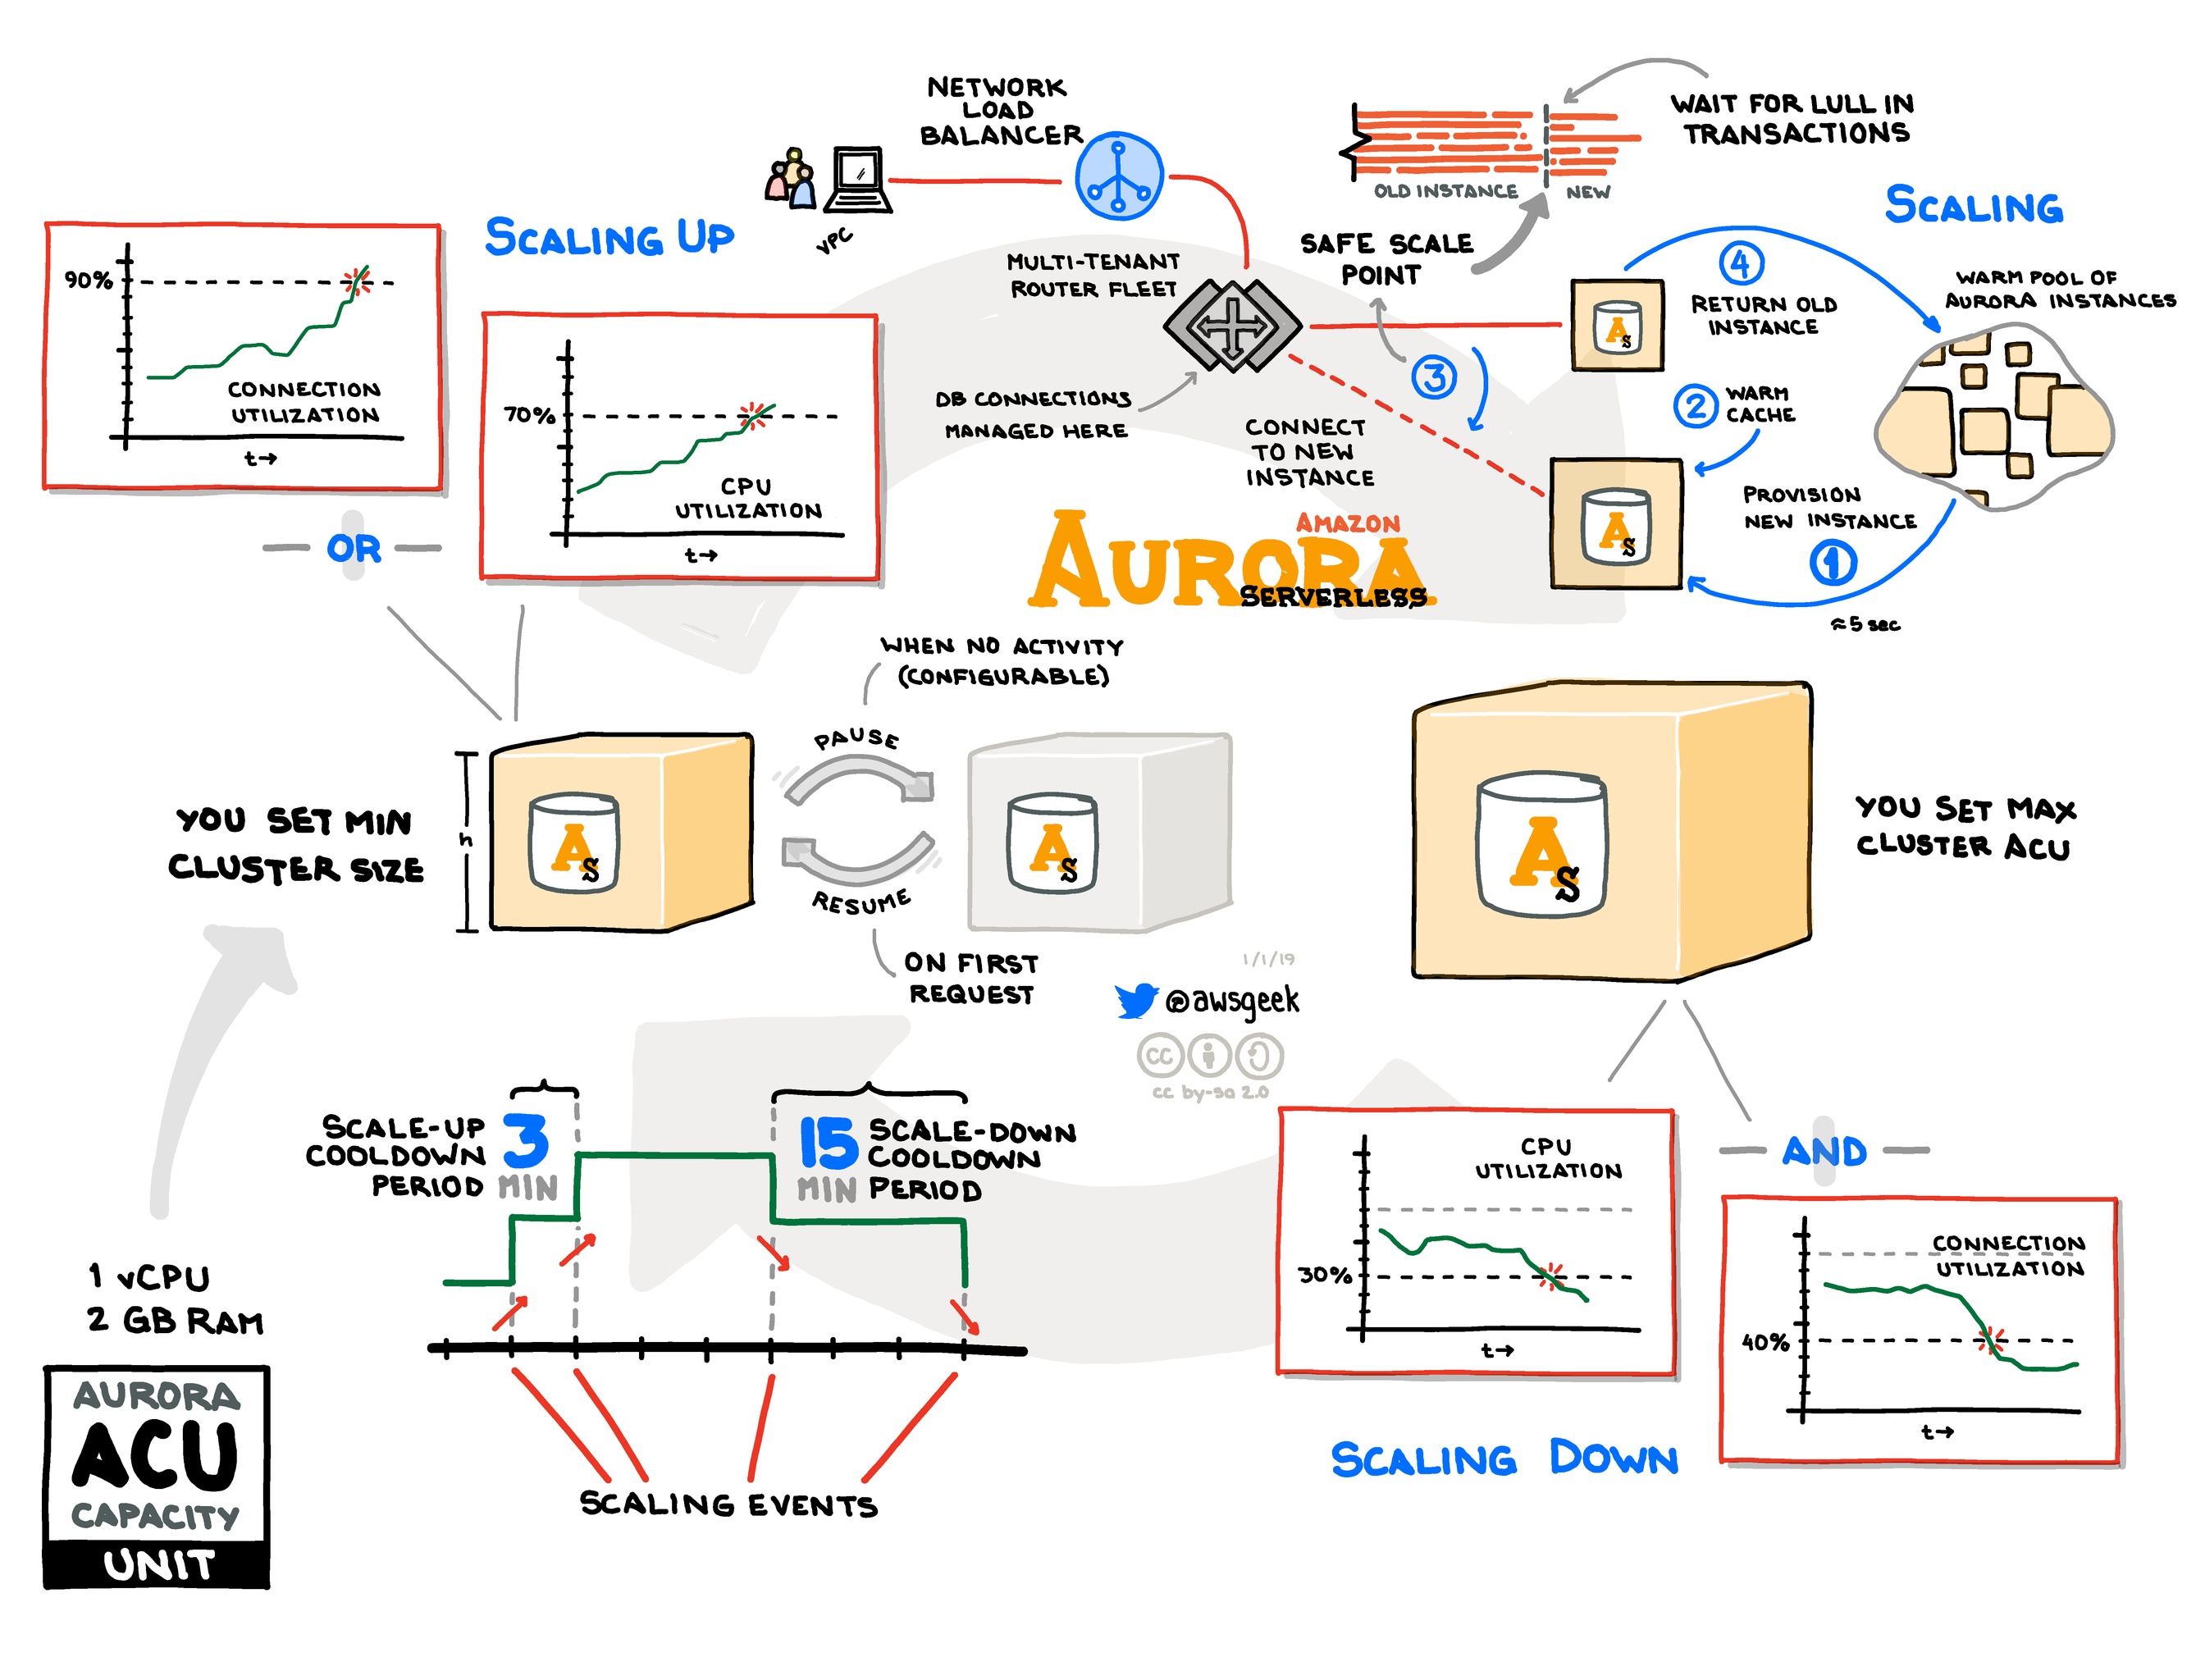 NETWORK
LOAD
BALANCER
VPC
MULTI-TENANT
ROUTER FLEET
DB CONNECTIONS
MANAGED HERE
WAIT FOR LULL IN
TRANSACTIONS
OLD INSTANCE
NEW
SAFE SCALE
POINT
SCALING
4
RETURN OLD
INSTANCE
WARM POOL OF
AURORA INSTANCES
3
CONNECT
TO NEW
INSTANCE
2
WARM
CACHE
PROVISION
NEW INSTANCE
1
≈5 sec
As
As
SCALING UP
90%
CONNECTION
UTILIZATION
t→
OR
70%
CPU
UTILIZATION
t→
AMAZON
AURORA
SERVERLESS
WHEN NO ACTIVITY
(CONFIGURABLE)
PAUSE
RESUME
ON FIRST
REQUEST
YOU SET MIN
CLUSTER SIZE
h
As
As
As
YOU SET MAX
CLUSTER ACU
1/1/19
@awsgeek
cc
cc by-sa 2.0
SCALE-UP
COOLDOWN
PERIOD
3
MIN
15
MIN
SCALE-DOWN
COOLDOWN
PERIOD
SCALING EVENTS
1 vCPU
2 GB RAM
AURORA
ACU
CAPACITY
UNIT
CPU
UTILIZATION
30%
t→
AND
CONNECTION
UTILIZATION
40%
t→
SCALING DOWN